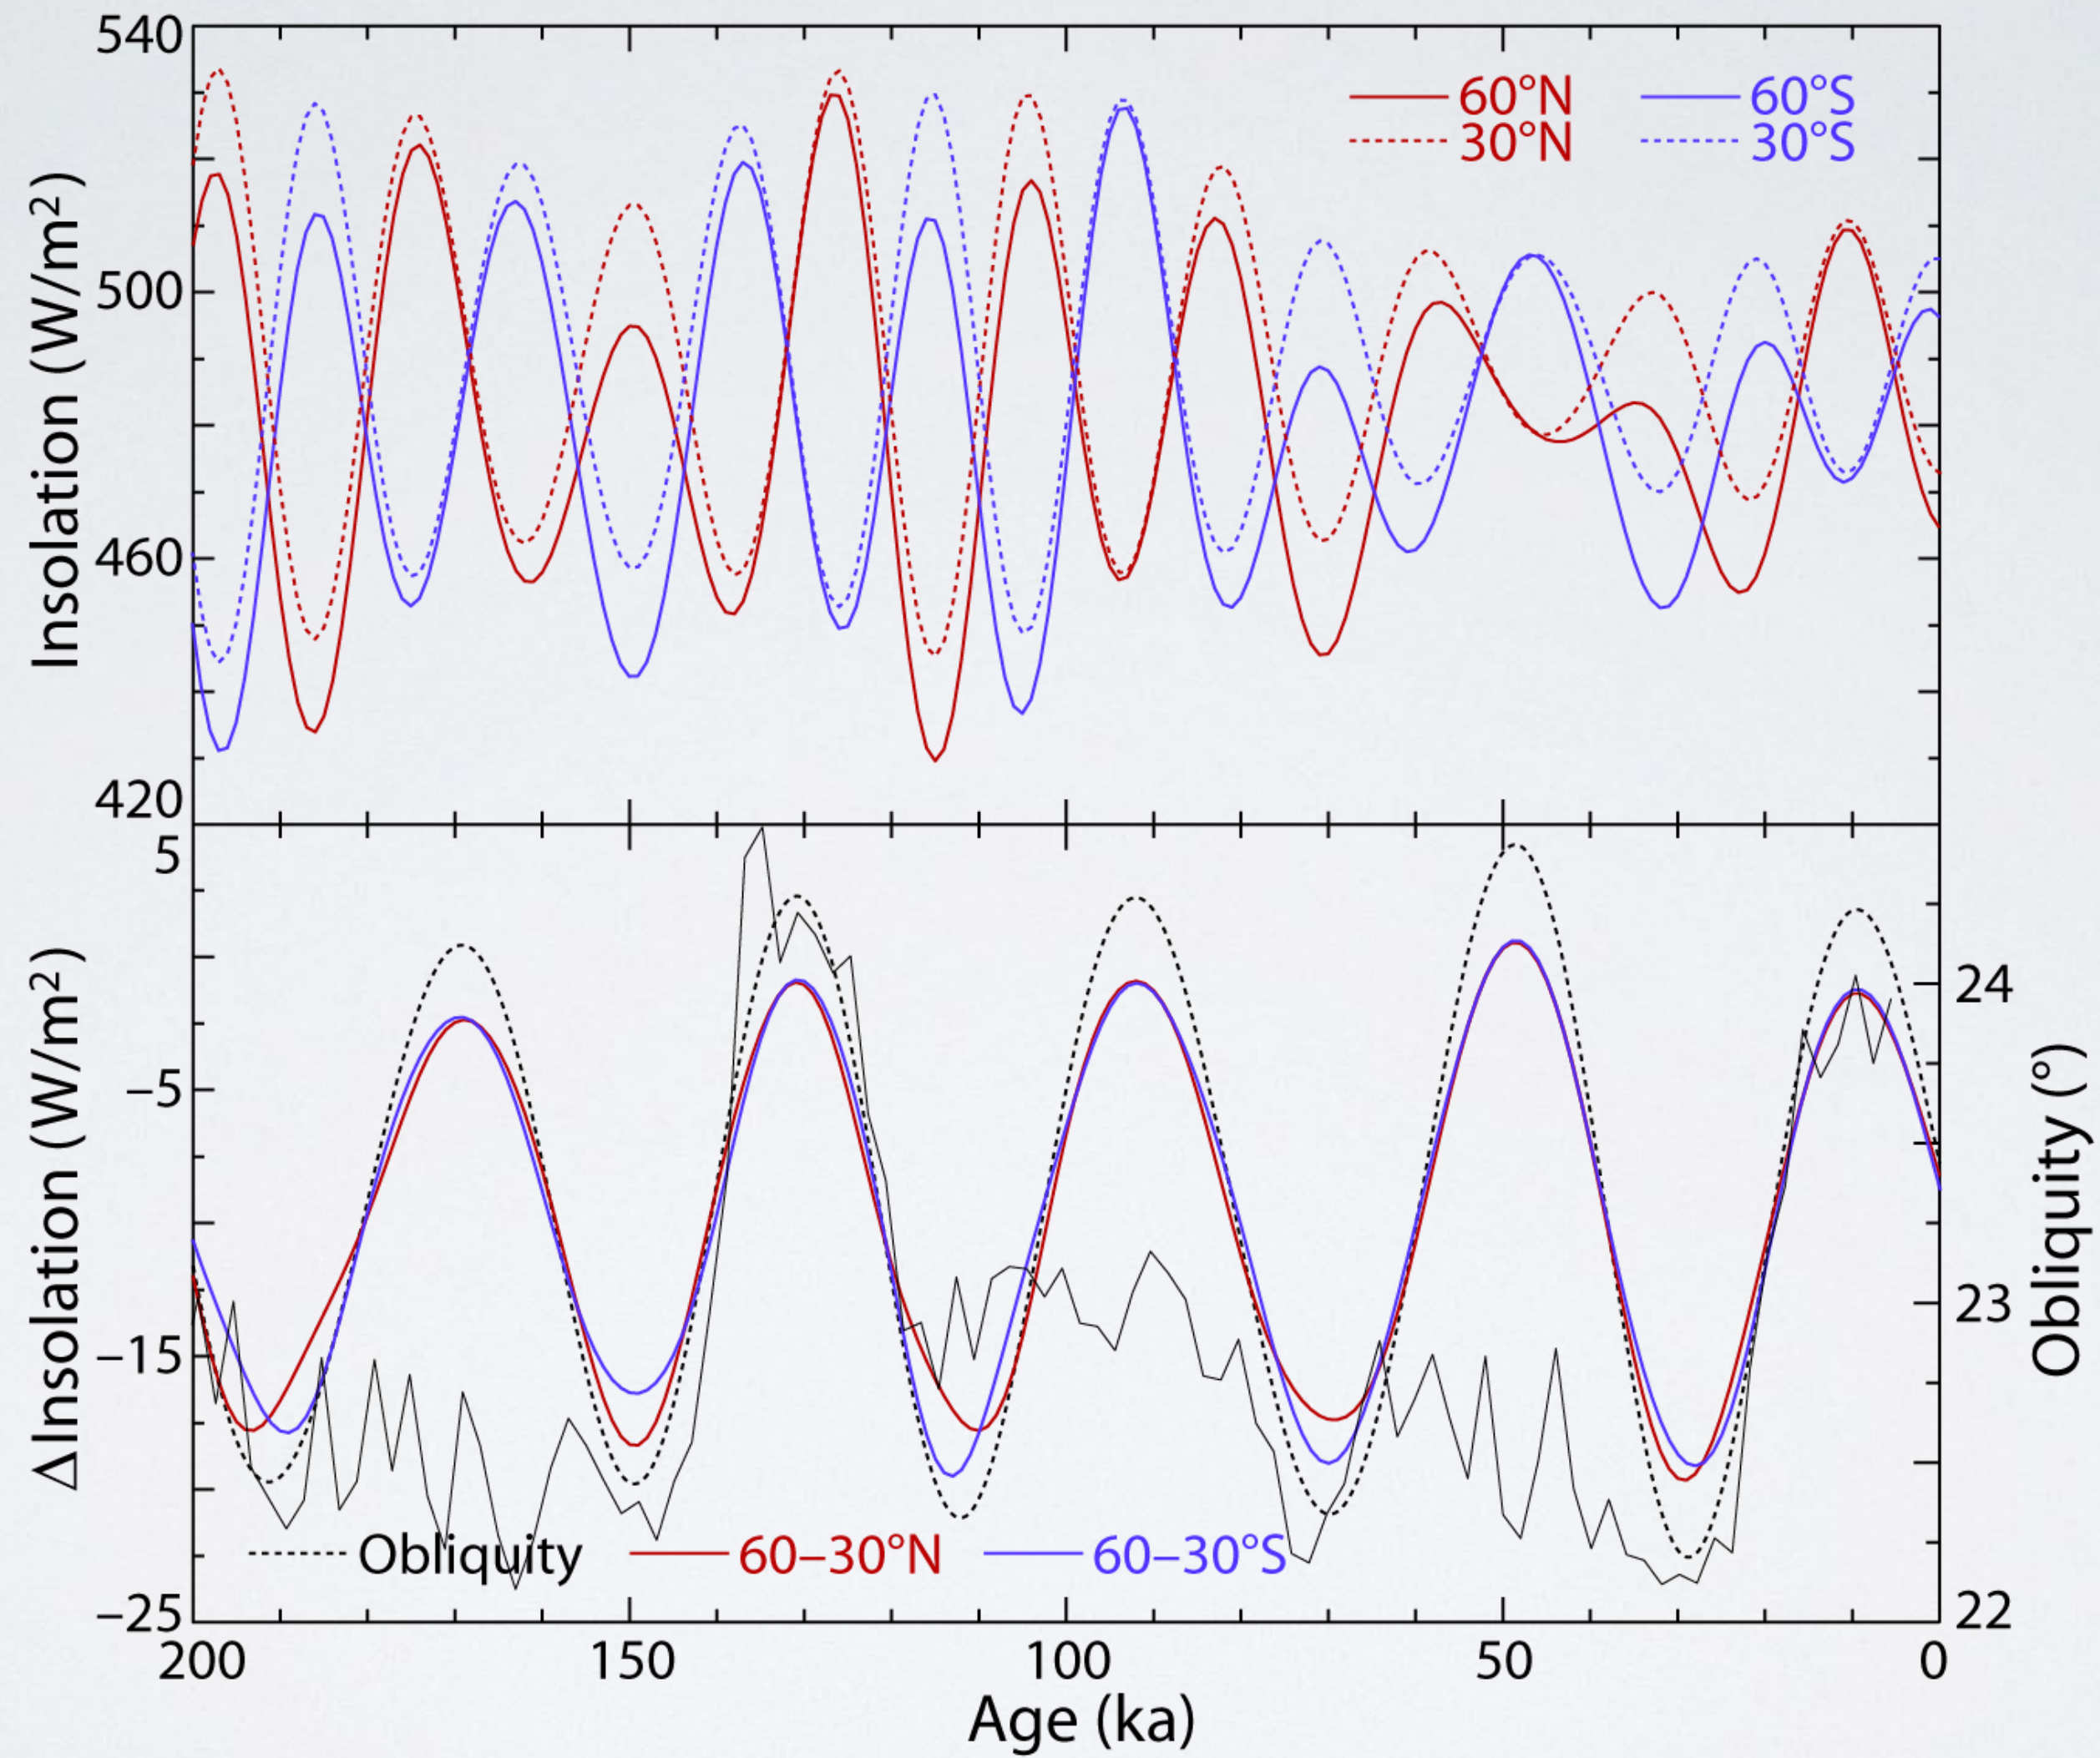 540
500
460
420
Insolation (W/m²)
60°N
60°S
30°N
30°S
5
−5
−15
−25
ΔInsolation (W/m²)
24
23
22
Obliquity (°)
Obliquity
60–30°N
60–30°S
200
150
100
50
0
Age (ka)